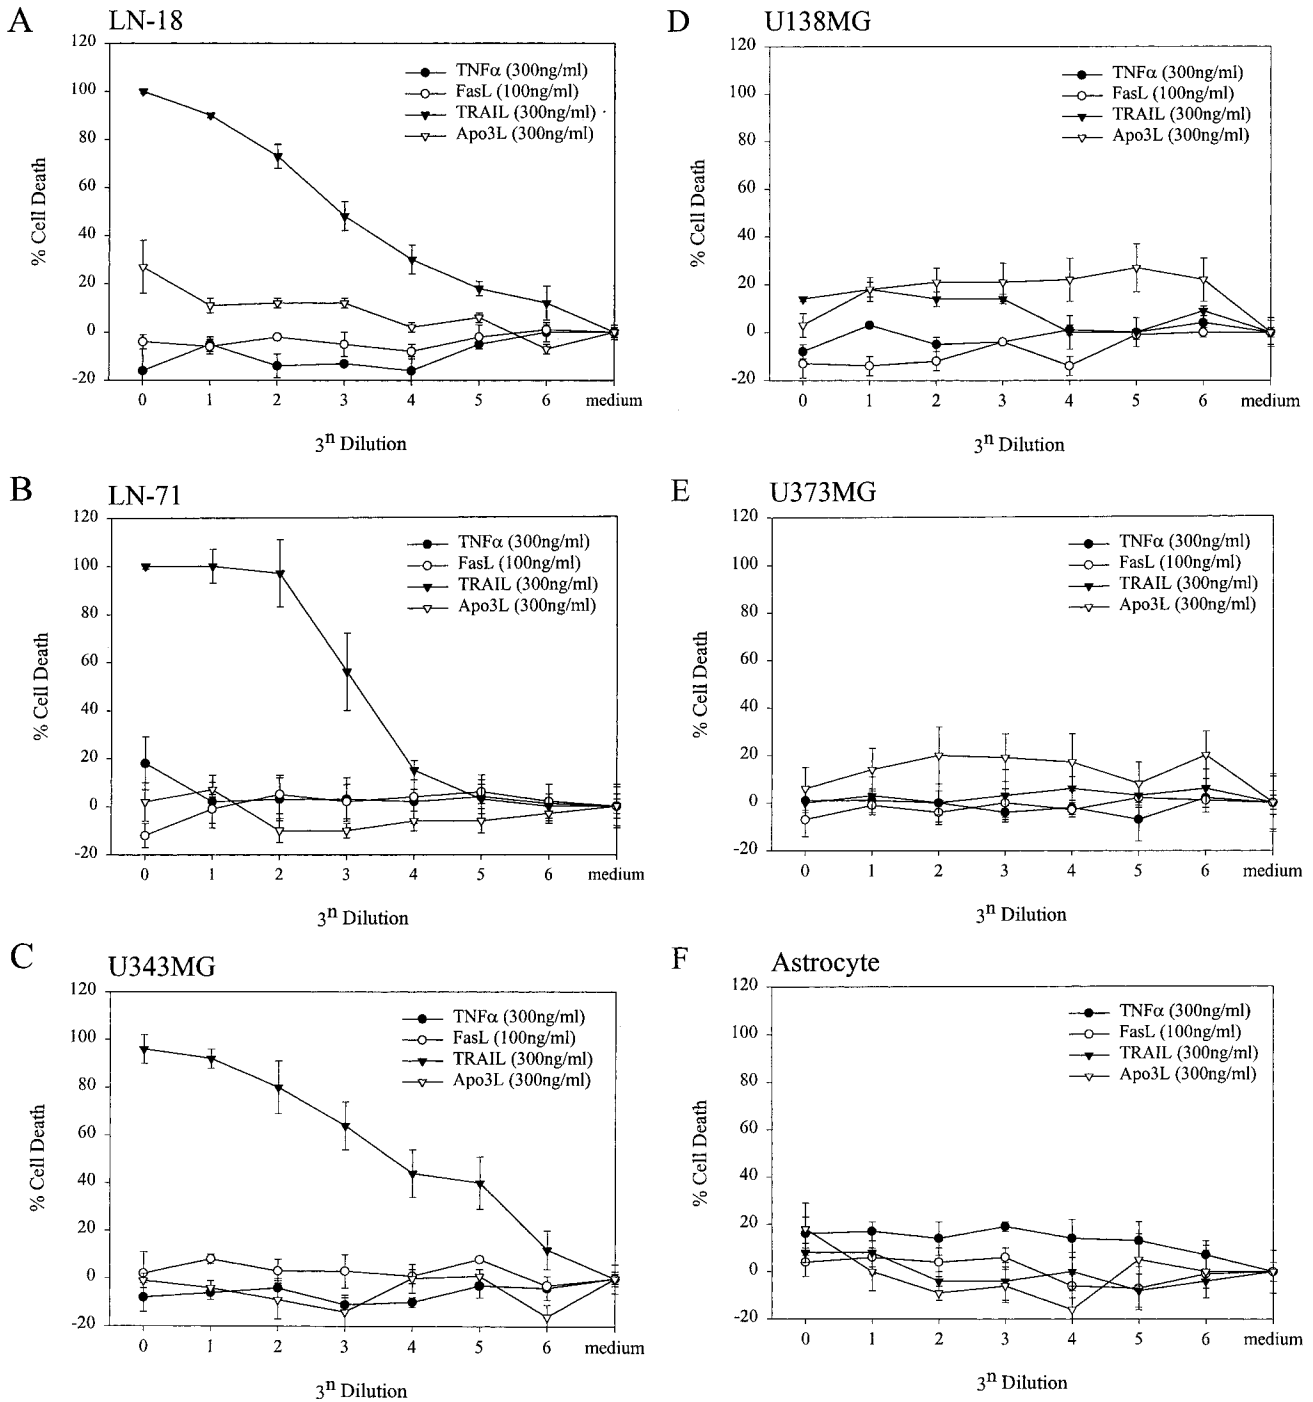 A
LN-18
120
100
80
60
40
20
0
-20
% Cell Death
TNFα (300ng/ml)
FasL (100ng/ml)
TRAIL (300ng/ml)
Apo3L (300ng/ml)
0 1 2 3 4 5 6 medium
3n Dilution
B
LN-71
120
100
80
60
40
20
0
-20
% Cell Death
TNFα (300ng/ml)
FasL (100ng/ml)
TRAIL (300ng/ml)
Apo3L (300ng/ml)
0 1 2 3 4 5 6 medium
3n Dilution
C
U343MG
120
100
80
60
40
20
0
-20
% Cell Death
TNFα (300ng/ml)
FasL (100ng/ml)
TRAIL (300ng/ml)
Apo3L (300ng/ml)
0 1 2 3 4 5 6 medium
3n Dilution
D
U138MG
120
100
80
60
40
20
0
-20
% Cell Death
TNFα (300ng/ml)
FasL (100ng/ml)
TRAIL (300ng/ml)
Apo3L (300ng/ml)
0 1 2 3 4 5 6 medium
3n Dilution
E
U373MG
120
100
80
60
40
20
0
-20
% Cell Death
TNFα (300ng/ml)
FasL (100ng/ml)
TRAIL (300ng/ml)
Apo3L (300ng/ml)
0 1 2 3 4 5 6 medium
3n Dilution
F
Astrocyte
120
100
80
60
40
20
0
-20
% Cell Death
TNFα (300ng/ml)
FasL (100ng/ml)
TRAIL (300ng/ml)
Apo3L (300ng/ml)
0 1 2 3 4 5 6 medium
3n Dilution